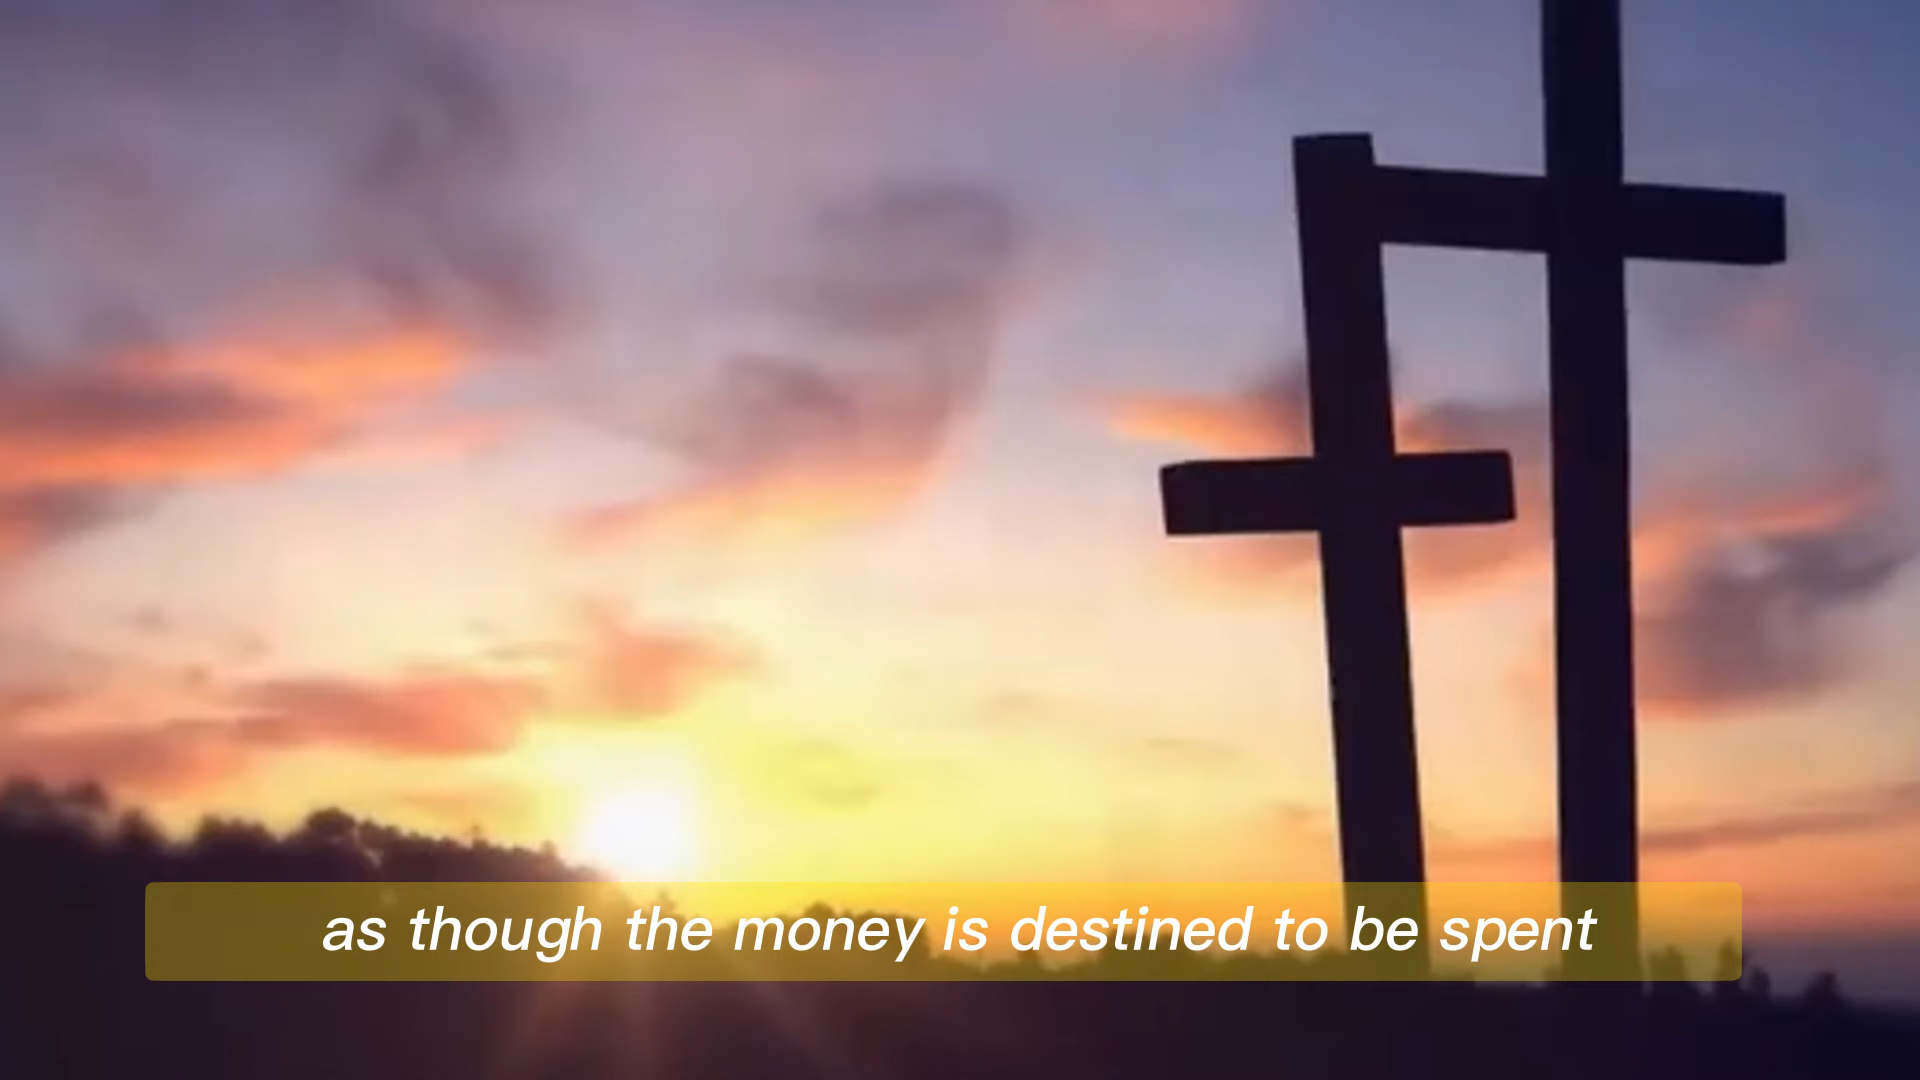 as though the money is destined to be spent